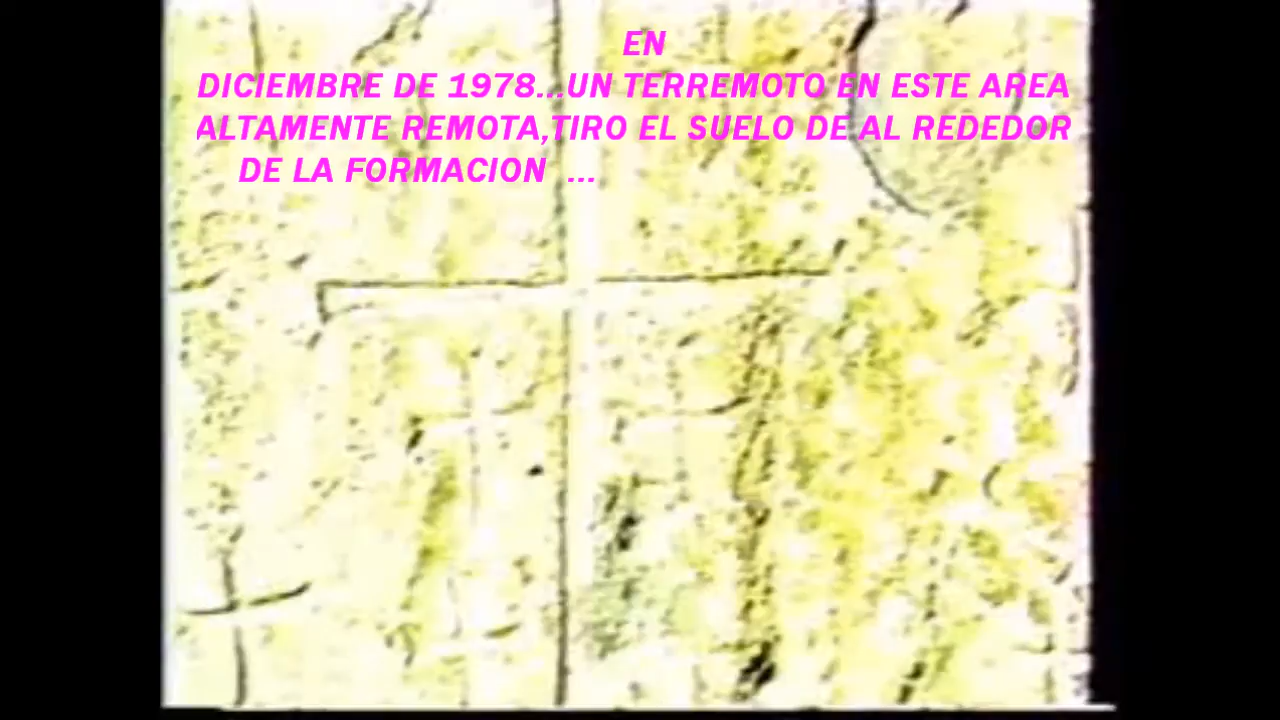 EN
DICIEMBRE DE 1978...UN TERREMOTO EN ESTE AREA
ALTAMENTE REMOTA,TIRO EL SUELO DE AL REDEDOR
DE LA FORMACION ...